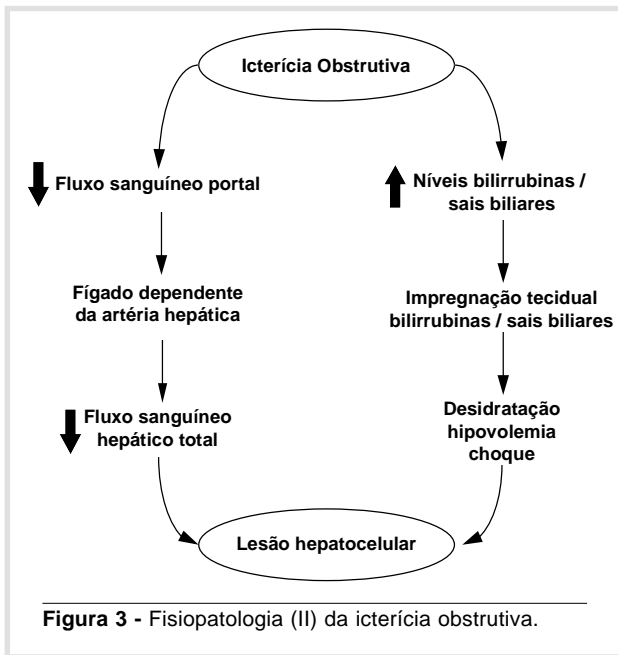 Icterícia Obstrutiva
Fluxo sanguíneo portal
Fígado dependente
da artéria hepática
Fluxo sanguíneo
hepático total
Níveis bilirrubinas /
sais biliares
Impregnação tecidual
bilirrubinas / sais biliares
Desidratação
hipovolemia
choque
Lesão hepatocelular
Figura 3 - Fisiopatologia (II) da icterícia obstrutiva.